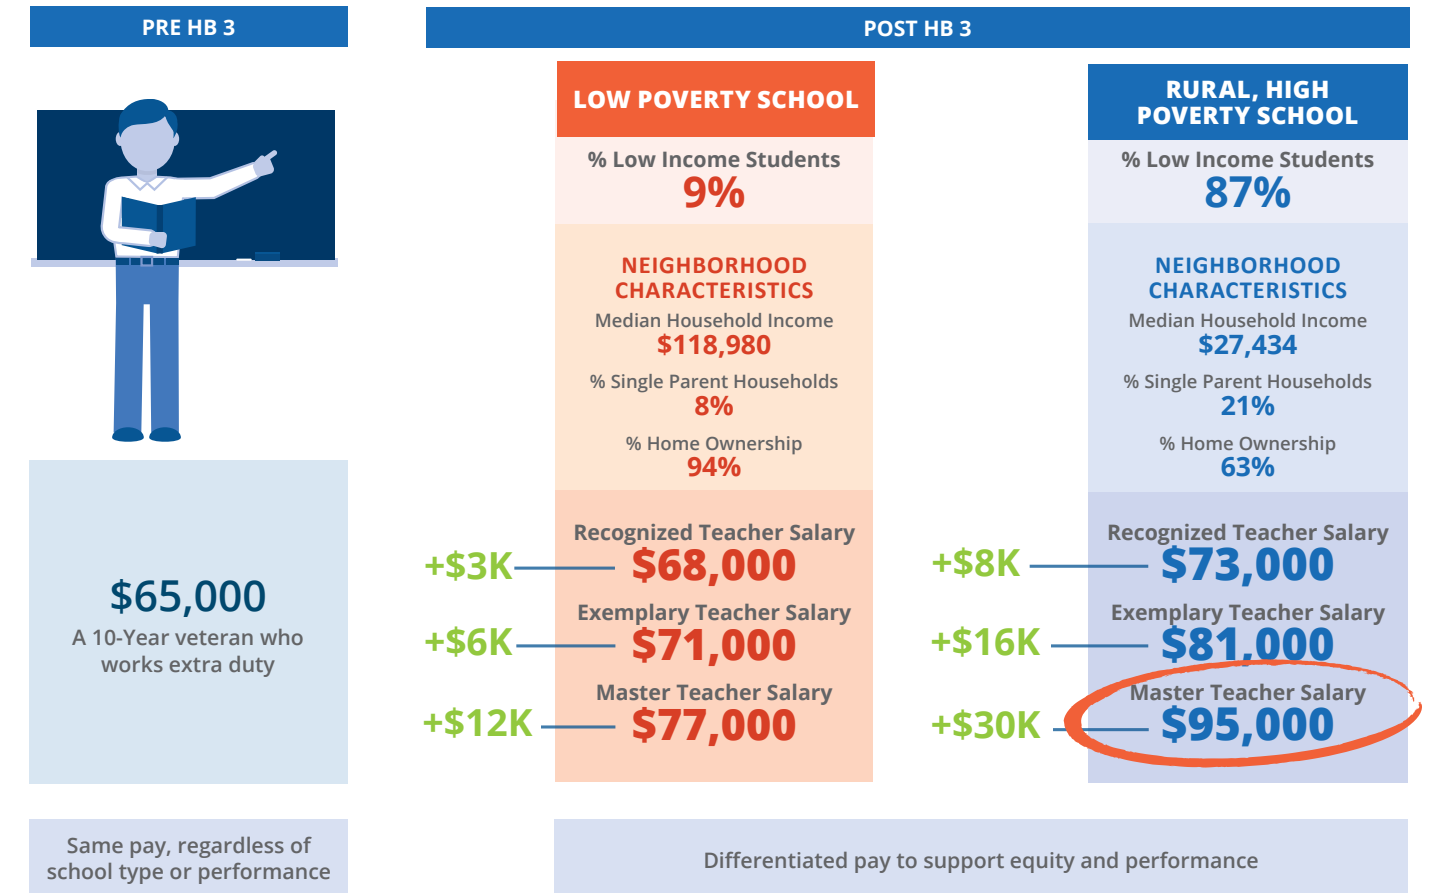 PRE HB 3
$65,000
A 10-Year veteran who
works extra duty
Same pay, regardless of
school type or performance
POST HB 3
LOW POVERTY SCHOOL
% Low Income Students
9%
NEIGHBORHOOD
CHARACTERISTICS
Median Household Income
$118,980
% Single Parent Households
8%
% Home Ownership
94%
Recognized Teacher Salary
+$3K
$68,000
Exemplary Teacher Salary
+$6K
$71,000
Master Teacher Salary
+$12K
$77,000
RURAL, HIGH
POVERTY SCHOOL
% Low Income Students
87%
NEIGHBORHOOD
CHARACTERISTICS
Median Household Income
$27,434
% Single Parent Households
21%
% Home Ownership
63%
Recognized Teacher Salary
+$8K
$73,000
Exemplary Teacher Salary
+$16K
$81,000
Master Teacher Salary
+$30K
$95,000
Differentiated pay to support equity and performance